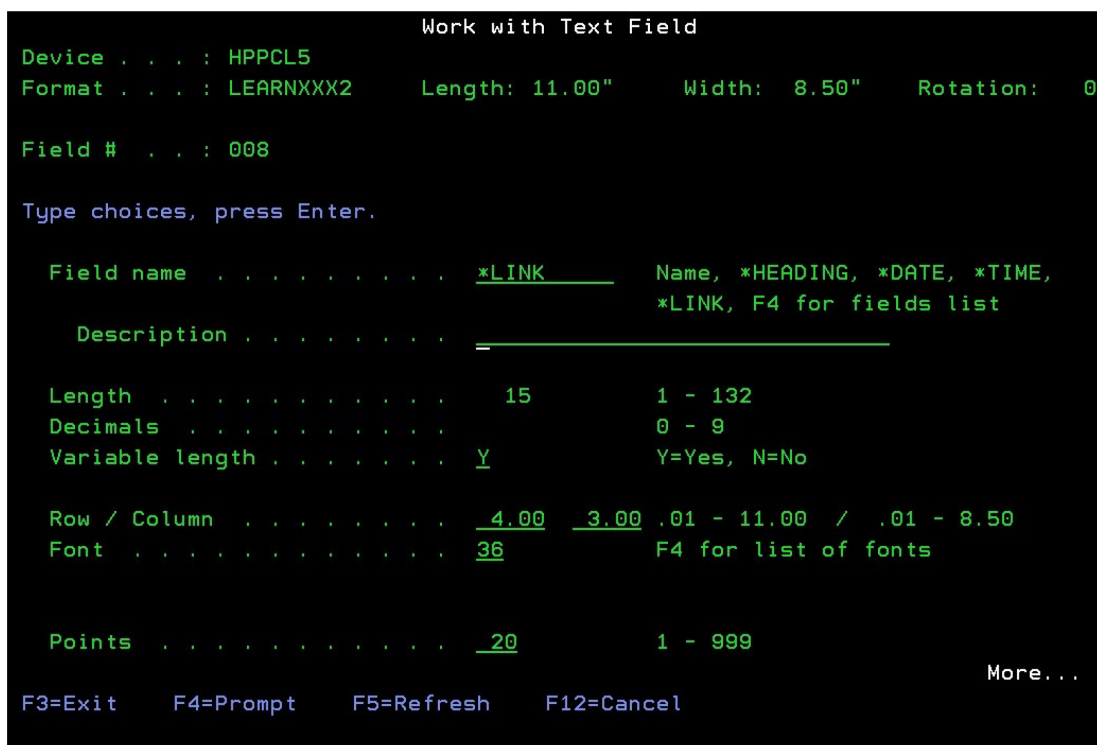 Work with Text Field
Device . . . : HPPCL5
Format . . . : LEARNXXX2     Length: 11.00"     Width:  8.50"    Rotation:   0
Field #  . . : 008
Type choices, press Enter.
Field name  . . . . . . . . .  *LINK        Name, *HEADING, *DATE, *TIME,
*LINK, F4 for fields list
Description . . . . . . . .
Length  . . . . . . . . . . .    15         1 - 132
Decimals  . . . . . . . . . .               0 - 9
Variable length . . . . . . .  Y            Y=Yes, N=No
Row / Column  . . . . . . . .   4.00   3.00 .01 - 11.00  /  .01 - 8.50
Font  . . . . . . . . . . . .  36           F4 for list of fonts
Points  . . . . . . . . . . .   20          1 - 999
More...
F3=Exit    F4=Prompt    F5=Refresh    F12=Cancel